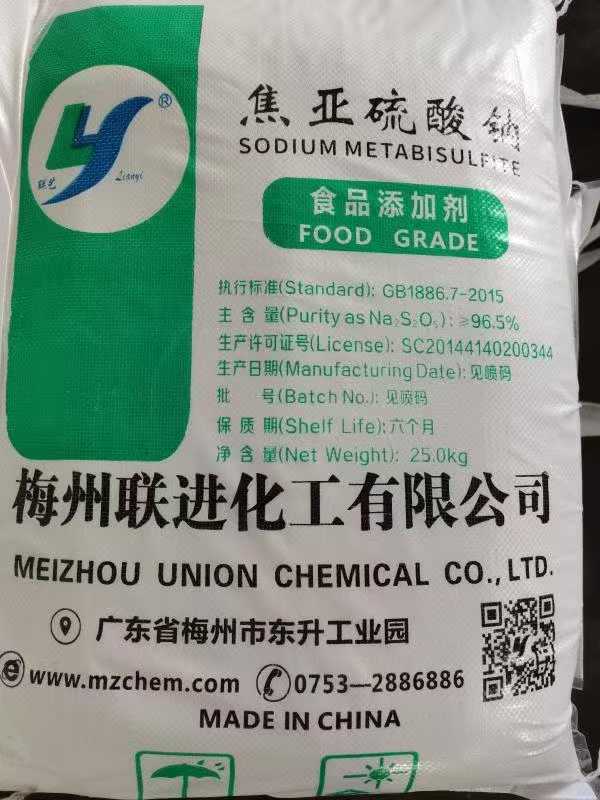 联艺 Lianyi ®
焦亚硫酸钠
SODIUM METABISULFITE
食品添加剂
FOOD GRADE
执行标准(Standard): GB1886.7-2015
主含量(Purity as Na₂S₂O₅): ≥96.5%
生产许可证号(License): SC20144140200344
生产日期(Manufacturing Date): 见喷码
批号(Batch No.): 见喷码
保质期(Shelf Life): 六个月
净含量(Net Weight): 25.0kg
梅州联进化工有限公司
MEIZHOU UNION CHEMICAL CO., LTD.
广东省梅州市东升工业园
www.mzchem.com 0753—2886886
MADE IN CHINA